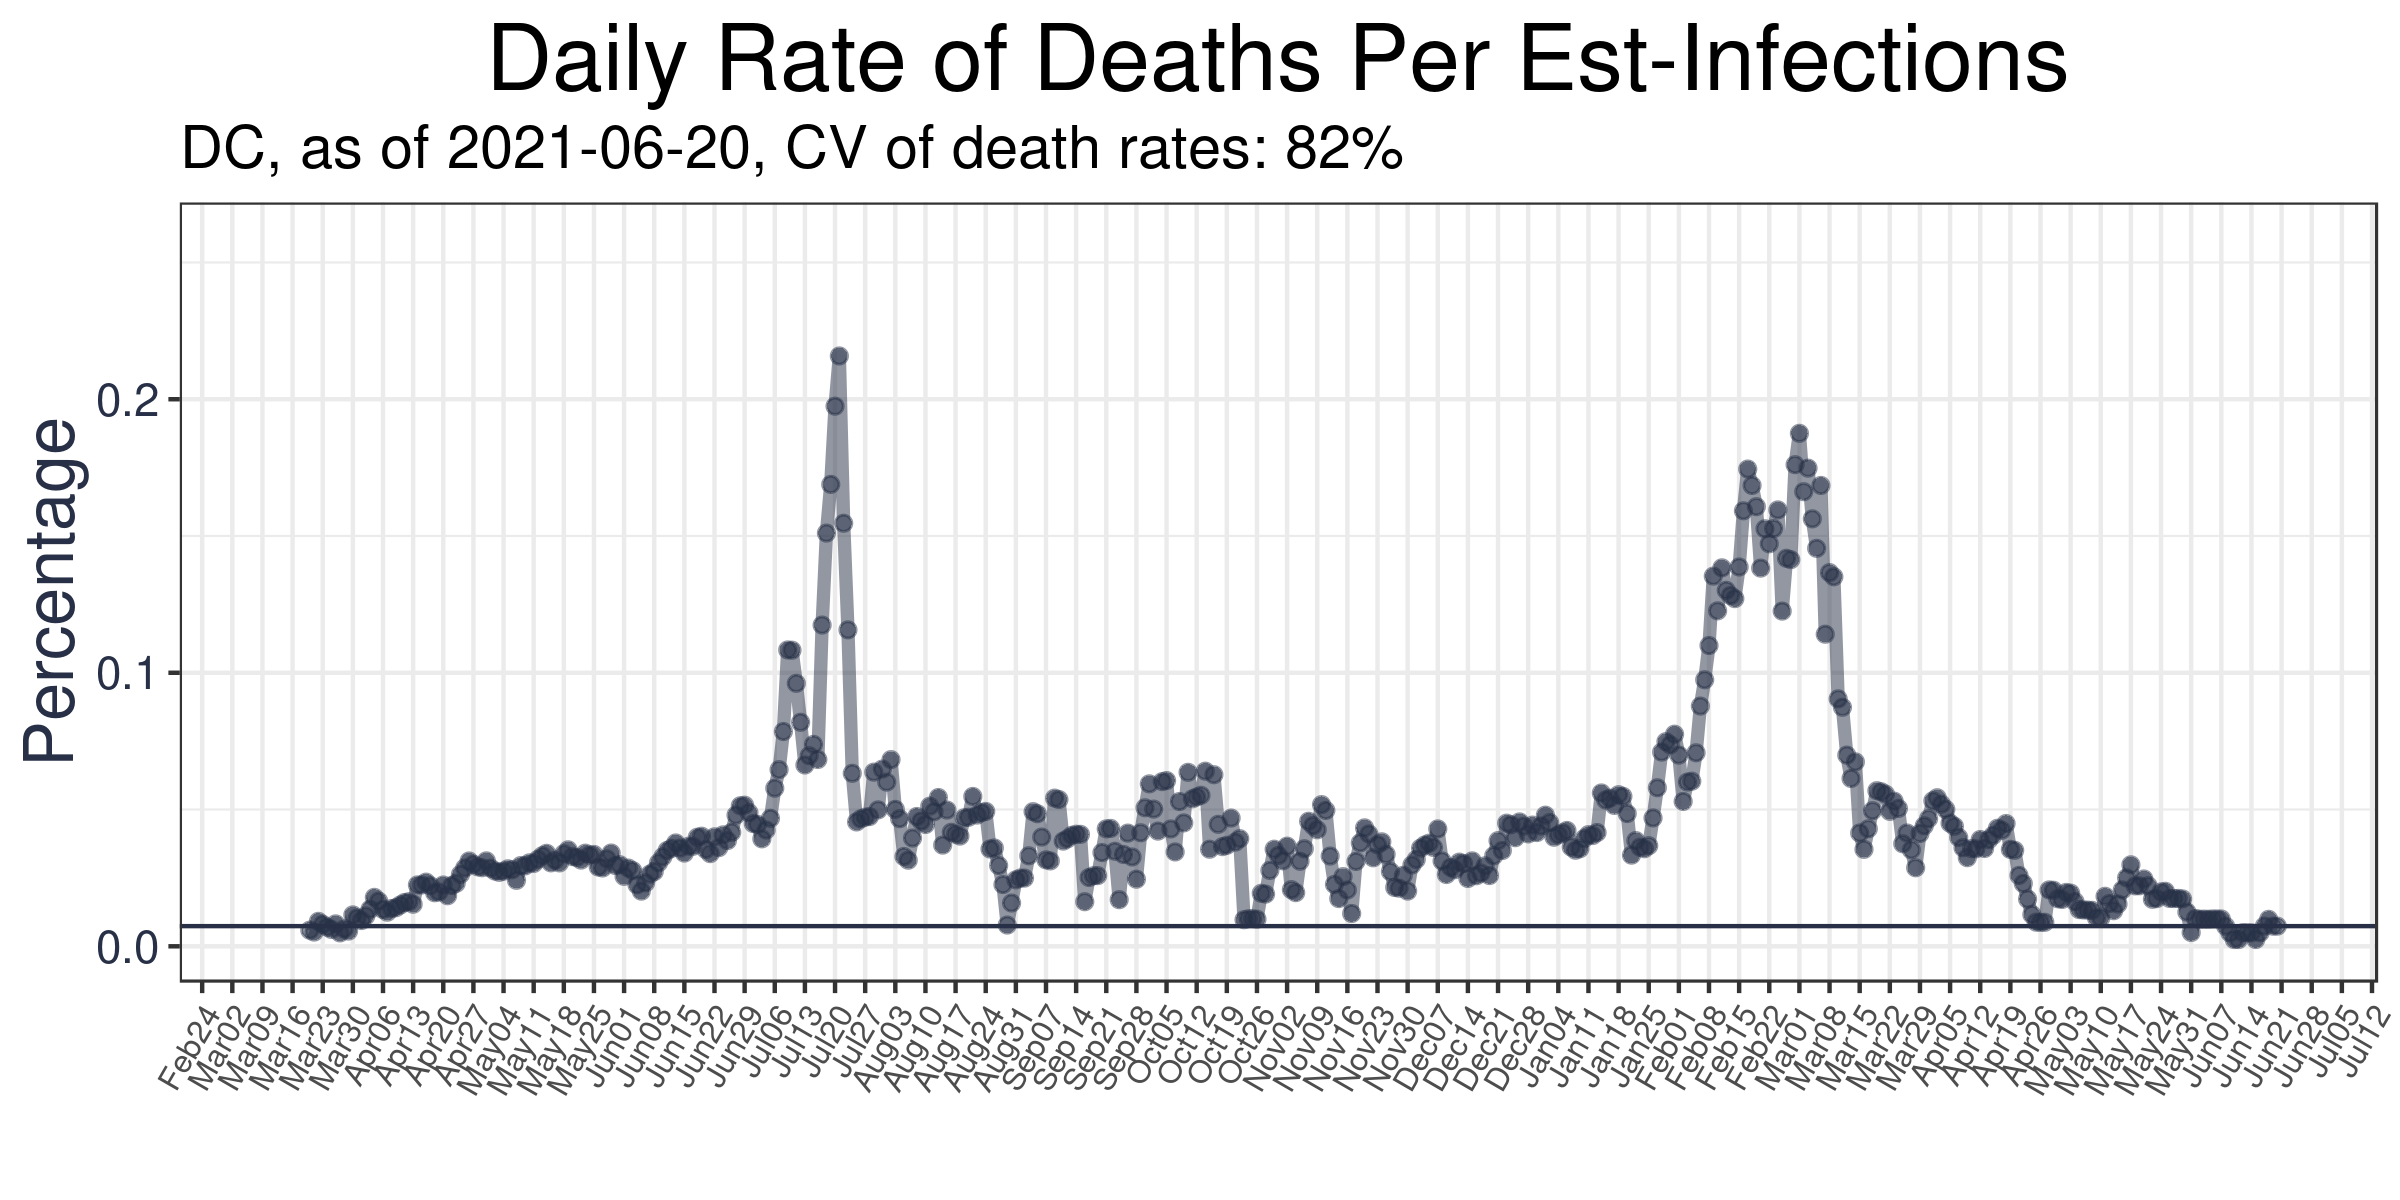 Daily Rate of Deaths Per Est-Infections
DC, as of 2021-06-20, CV of death rates: 82%
Percentage
0.2
0.1
0.0
Feb24
Mar02
Mar09
Mar16
Mar23
Mar30
Apr06
Apr13
Apr20
Apr27
May04
May11
May18
May25
Jun01
Jun08
Jun15
Jun22
Jun29
Jul06
Jul13
Jul20
Jul27
Aug03
Aug10
Aug17
Aug24
Aug31
Sep07
Sep14
Sep21
Sep28
Oct05
Oct12
Oct19
Oct26
Nov02
Nov09
Nov16
Nov23
Nov30
Dec07
Dec14
Dec21
Dec28
Jan04
Jan11
Jan18
Jan25
Feb01
Feb08
Feb15
Feb22
Mar01
Mar08
Mar15
Mar22
Mar29
Apr05
Apr12
Apr19
Apr26
May03
May10
May17
May24
May31
Jun07
Jun14
Jun21
Jun28
Jul05
Jul12